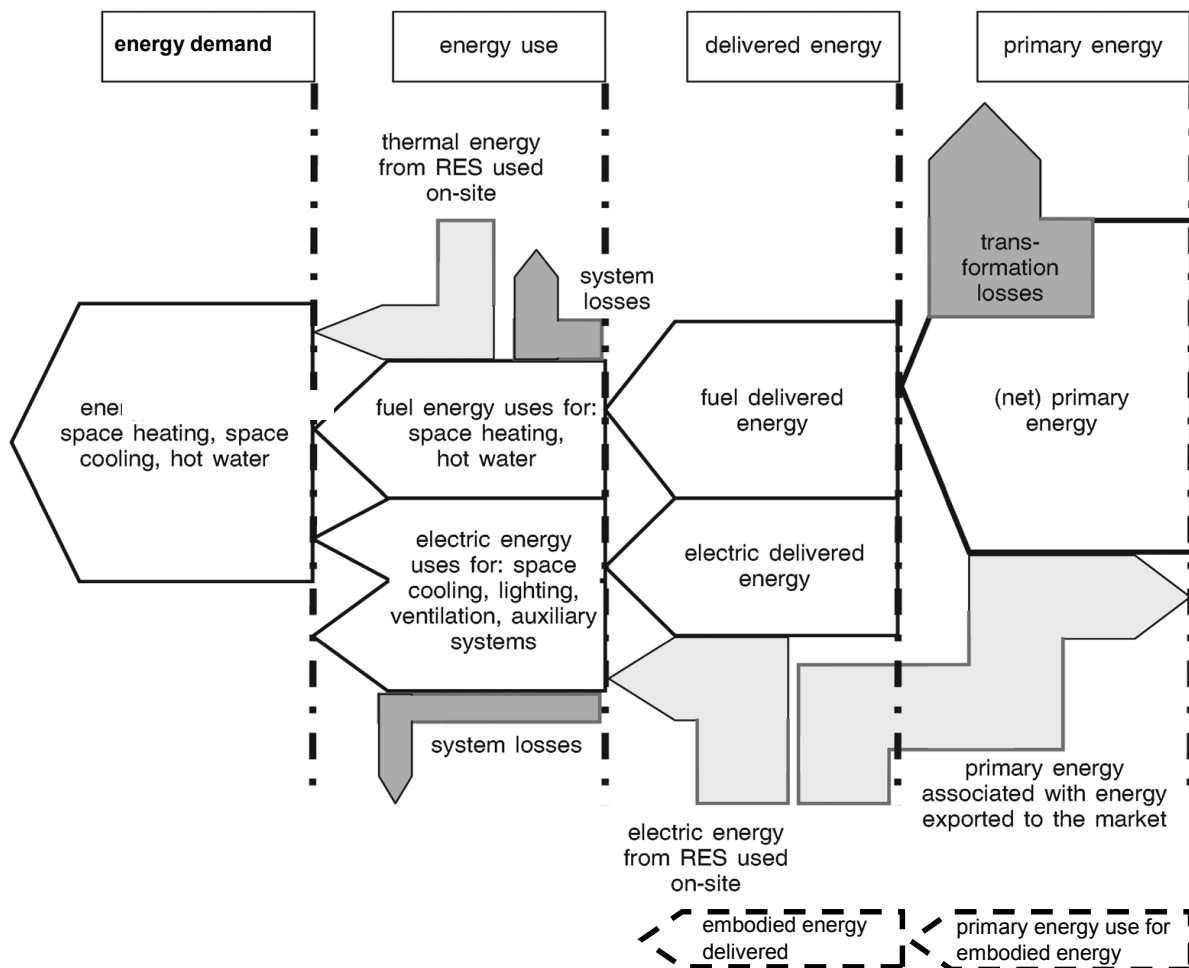 energy demand
energy use
delivered energy
primary energy
thermal energy
from RES used
on-site
system
losses
trans-
formation
losses
space heating, space
cooling, hot water
fuel energy uses for:
space heating,
hot water
fuel delivered
energy
(net) primary
energy
electric energy
uses for: space
cooling, lighting,
ventilation, auxiliary
systems
electric delivered
energy
system losses
primary energy
associated with energy
exported to the market
electric energy
from RES used
on-site
embodied energy
delivered
primary energy use for
embodied energy